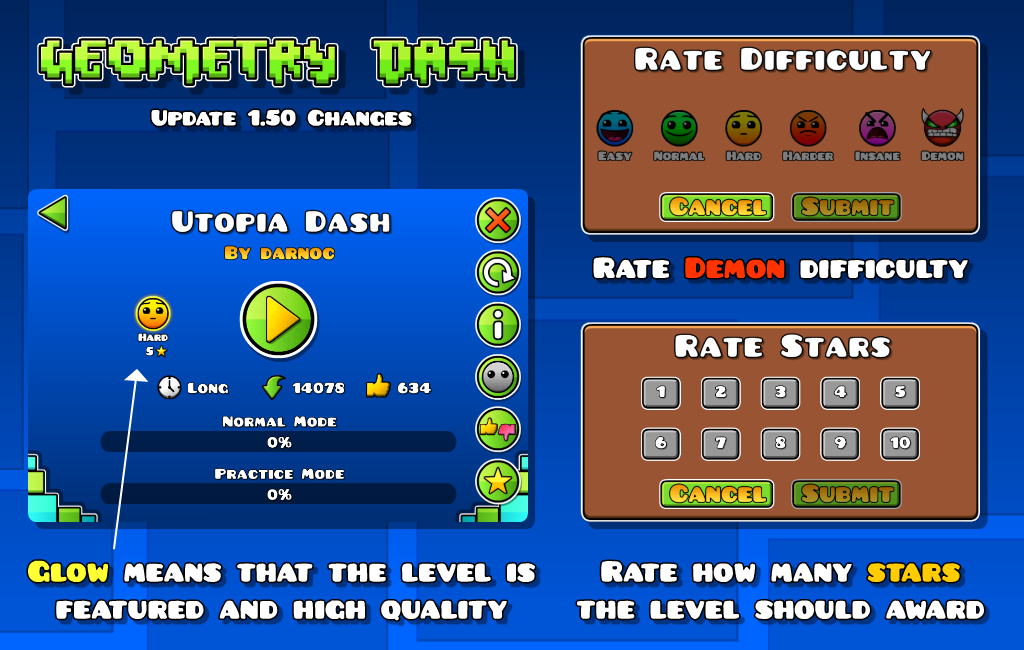 Geometry Dash
Update 1.50 Changes
Utopia Dash
By darnoc
Hard
5
Long
14078
634
Normal Mode
0%
Practice Mode
0%
Glow means that the level is
featured and high quality
Rate Difficulty
Easy Normal Hard Harder Insane Demon
Cancel Submit
Rate Demon difficulty
Rate Stars
1 2 3 4 5
6 7 8 9 10
Cancel Submit
Rate how many stars
the level should award